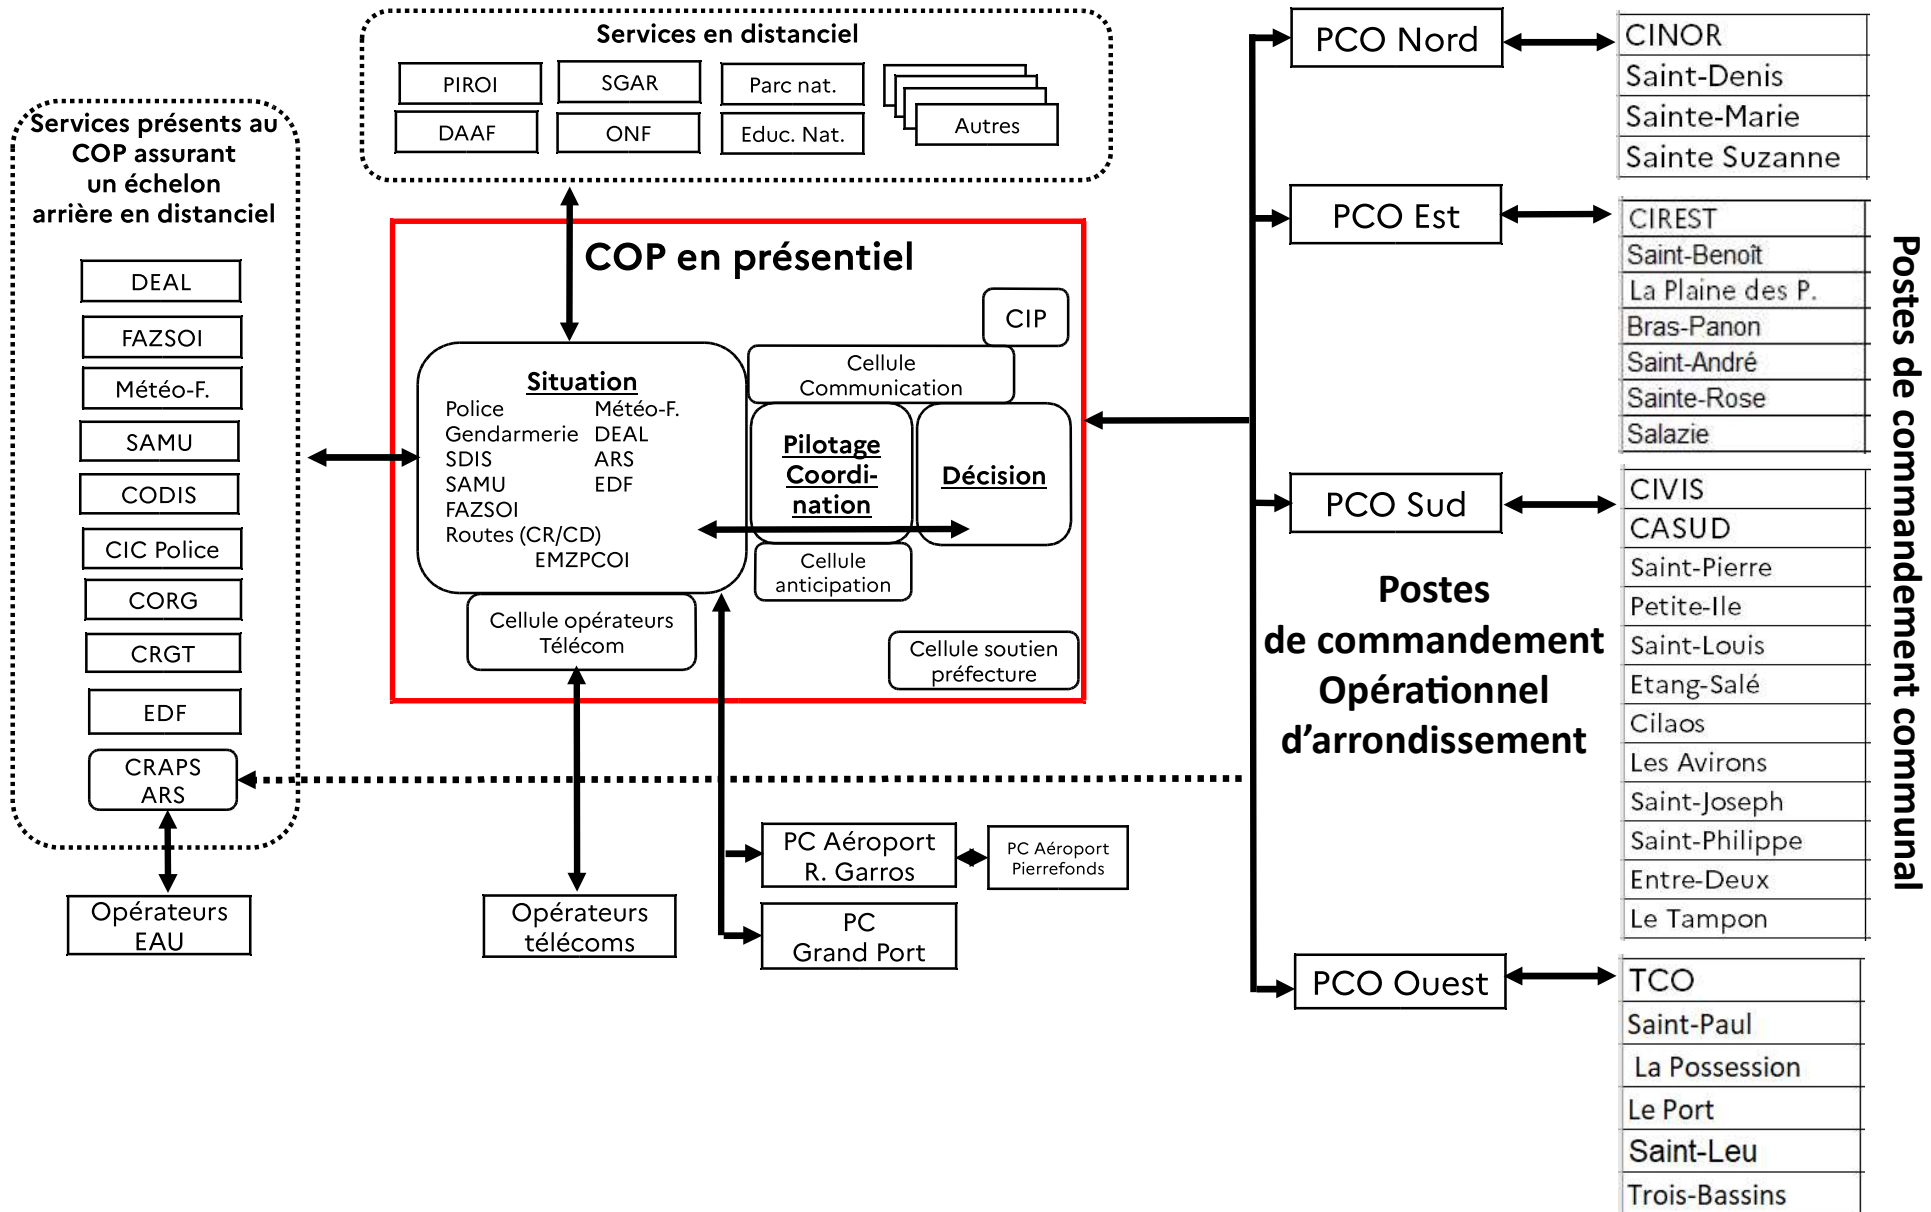 Services en distanciel
PIROI
SGAR
Parc nat.
DAAF
ONF
Educ. Nat.
Autres
Services présents au
COP assurant
un échelon
arrière en distanciel
DEAL
FAZSOI
Météo-F.
SAMU
CODIS
CIC Police
CORG
CRGT
EDF
CRAPS
ARS
Opérateurs
EAU
COP en présentiel
CIP
Cellule
Communication
Situation
Police
Gendarmerie
SDIS
SAMU
FAZSOI
Routes (CR/CD)
EMZPCOI
Météo-F.
DEAL
ARS
EDF
Pilotage
Coordi-
nation
Décision
Cellule
anticipation
Cellule opérateurs
Télécom
Cellule soutien
préfecture
Opérateurs
télécoms
PC Aéroport
R. Garros
PC Aéroport
Pierrefonds
PC
Grand Port
PCO Nord
PCO Est
PCO Sud
Postes
de commandement
Opérationnel
d’arrondissement
PCO Ouest
CINOR
Saint-Denis
Sainte-Marie
Sainte Suzanne
CIREST
Saint-Benoît
La Plaine des P.
Bras-Panon
Saint-André
Sainte-Rose
Salazie
CIVIS
CASUD
Saint-Pierre
Petite-Ile
Saint-Louis
Etang-Salé
Cilaos
Les Avirons
Saint-Joseph
Saint-Philippe
Entre-Deux
Le Tampon
TCO
Saint-Paul
La Possession
Le Port
Saint-Leu
Trois-Bassins
Postes de commandement communal